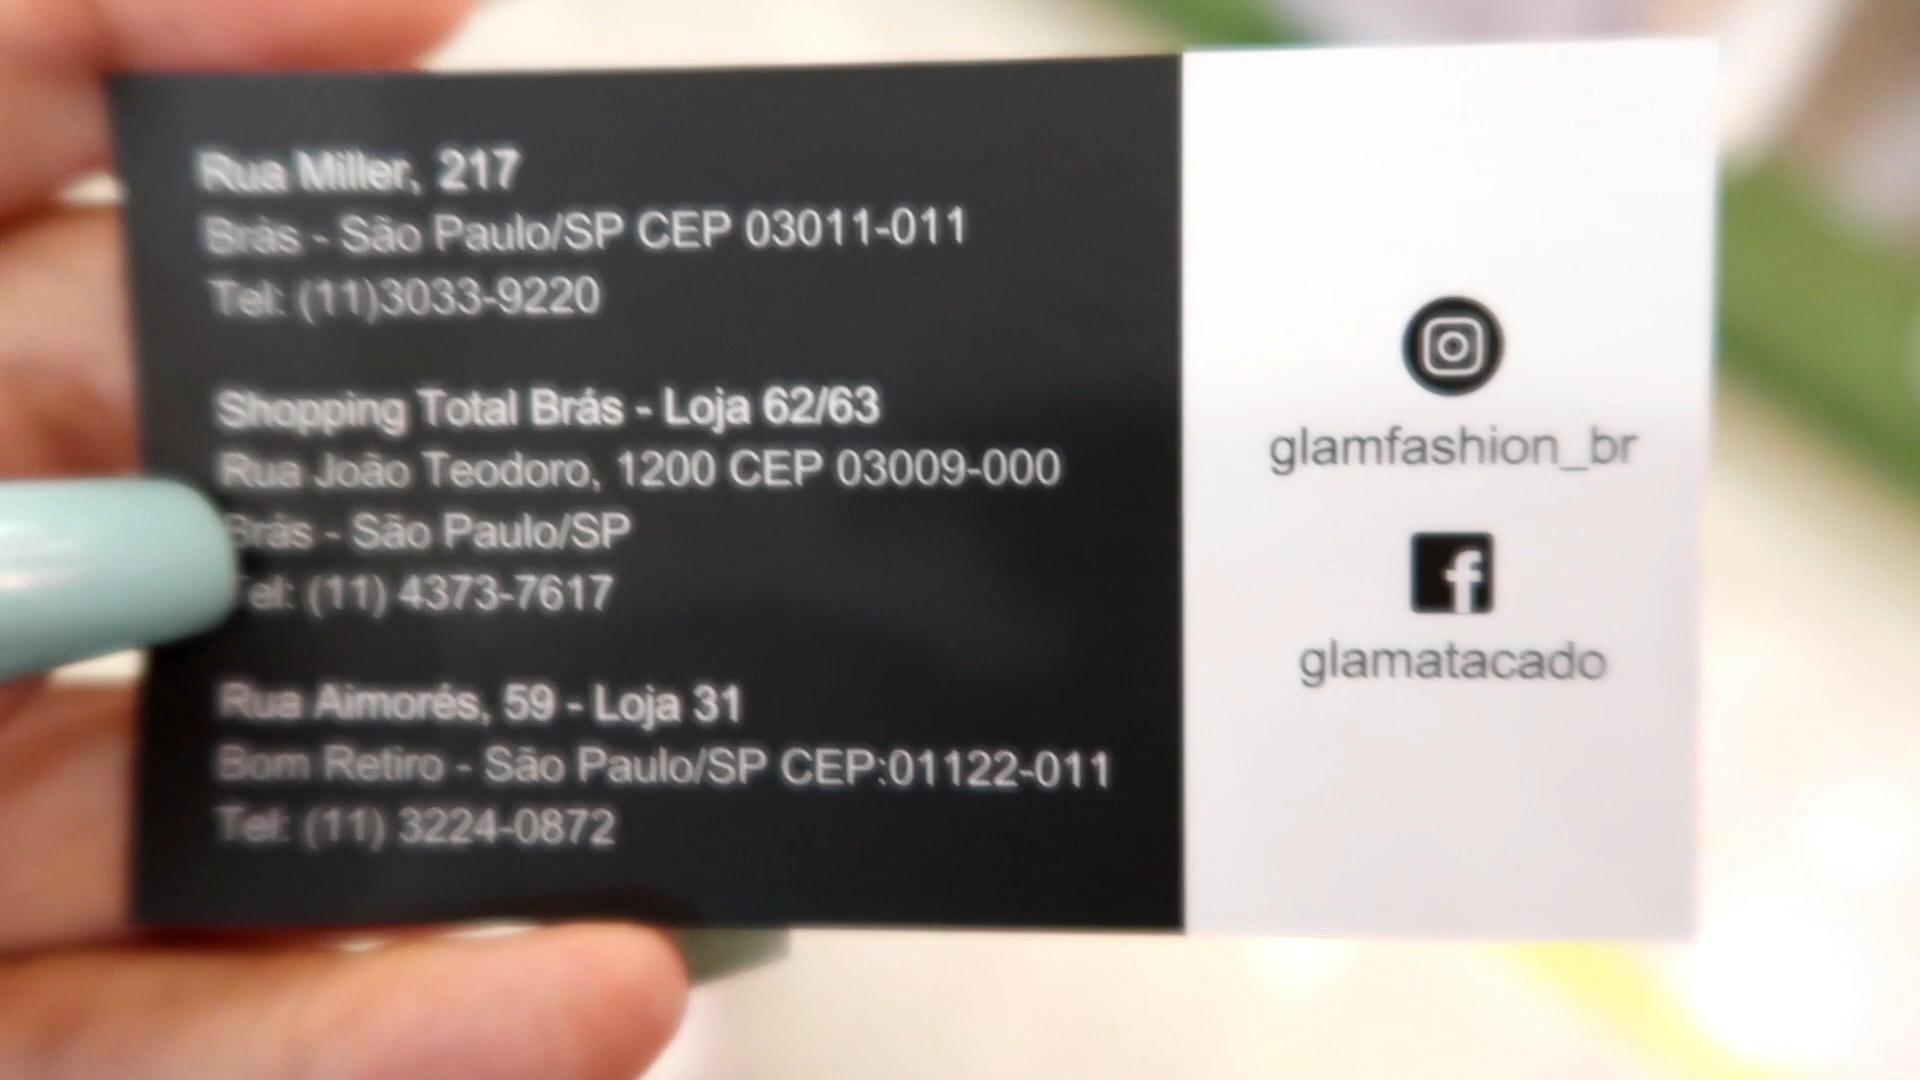 Rua Miller, 217
Brás - São Paulo/SP CEP 03011-011
Tel: (11)3033-9220
Shopping Total Brás - Loja 62/63
Rua João Teodoro, 1200 CEP 03009-000
Brás - São Paulo/SP
Tel: (11) 4373-7617
Rua Aimorés, 59 - Loja 31
Bom Retiro - São Paulo/SP CEP:01122-011
Tel: (11) 3224-0872
glamfashion_br
f
glamatacado